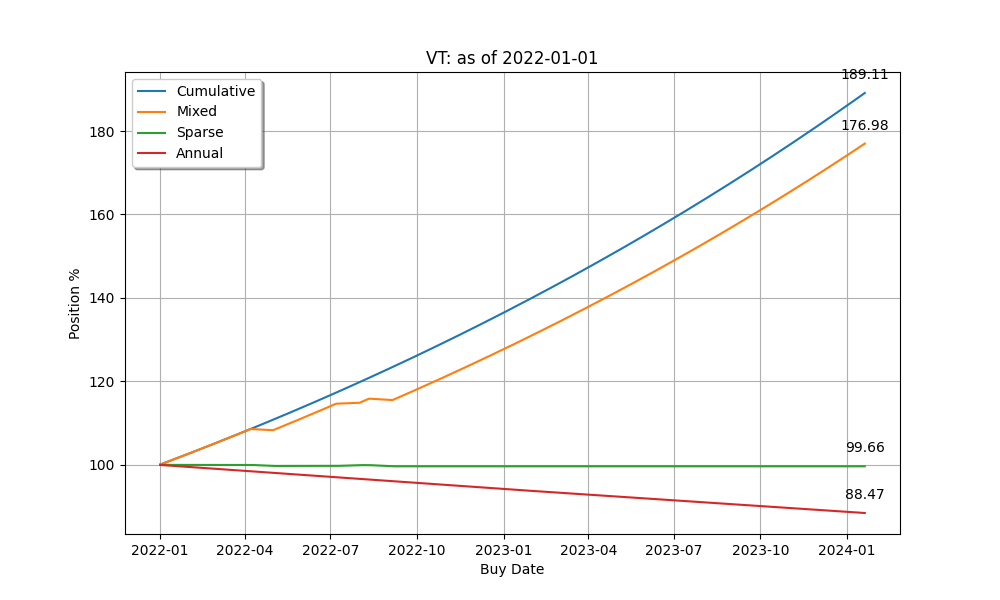 VT: as of 2022-01-01
189.11
Cumulative
Mixed
Sparse
Annual
176.98
180
160
140
120
100
99.66
88.47
Position %
2022-01 2022-04 2022-07 2022-10 2023-01 2023-04 2023-07 2023-10 2024-01
Buy Date